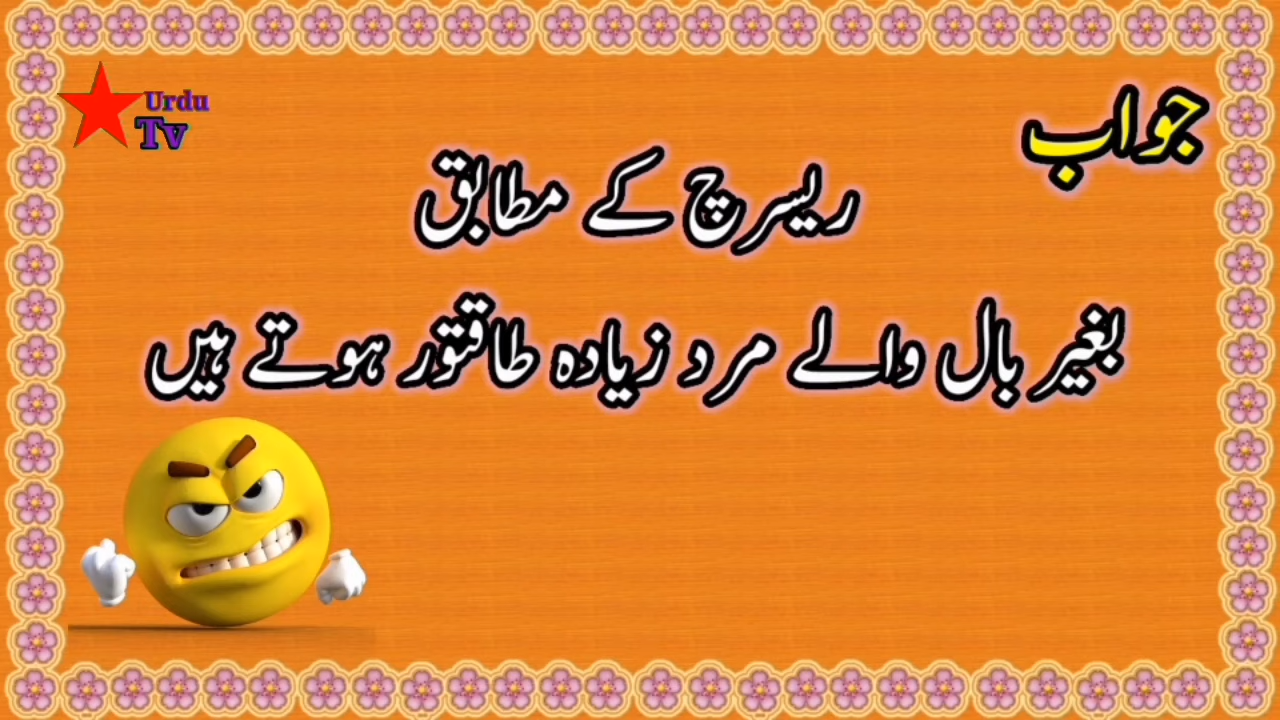 Urdu
Tv
جواب
ریسرچ کے مطابق
بغیر بال والے مرد زیادہ طاقتور ہوتے ہیں